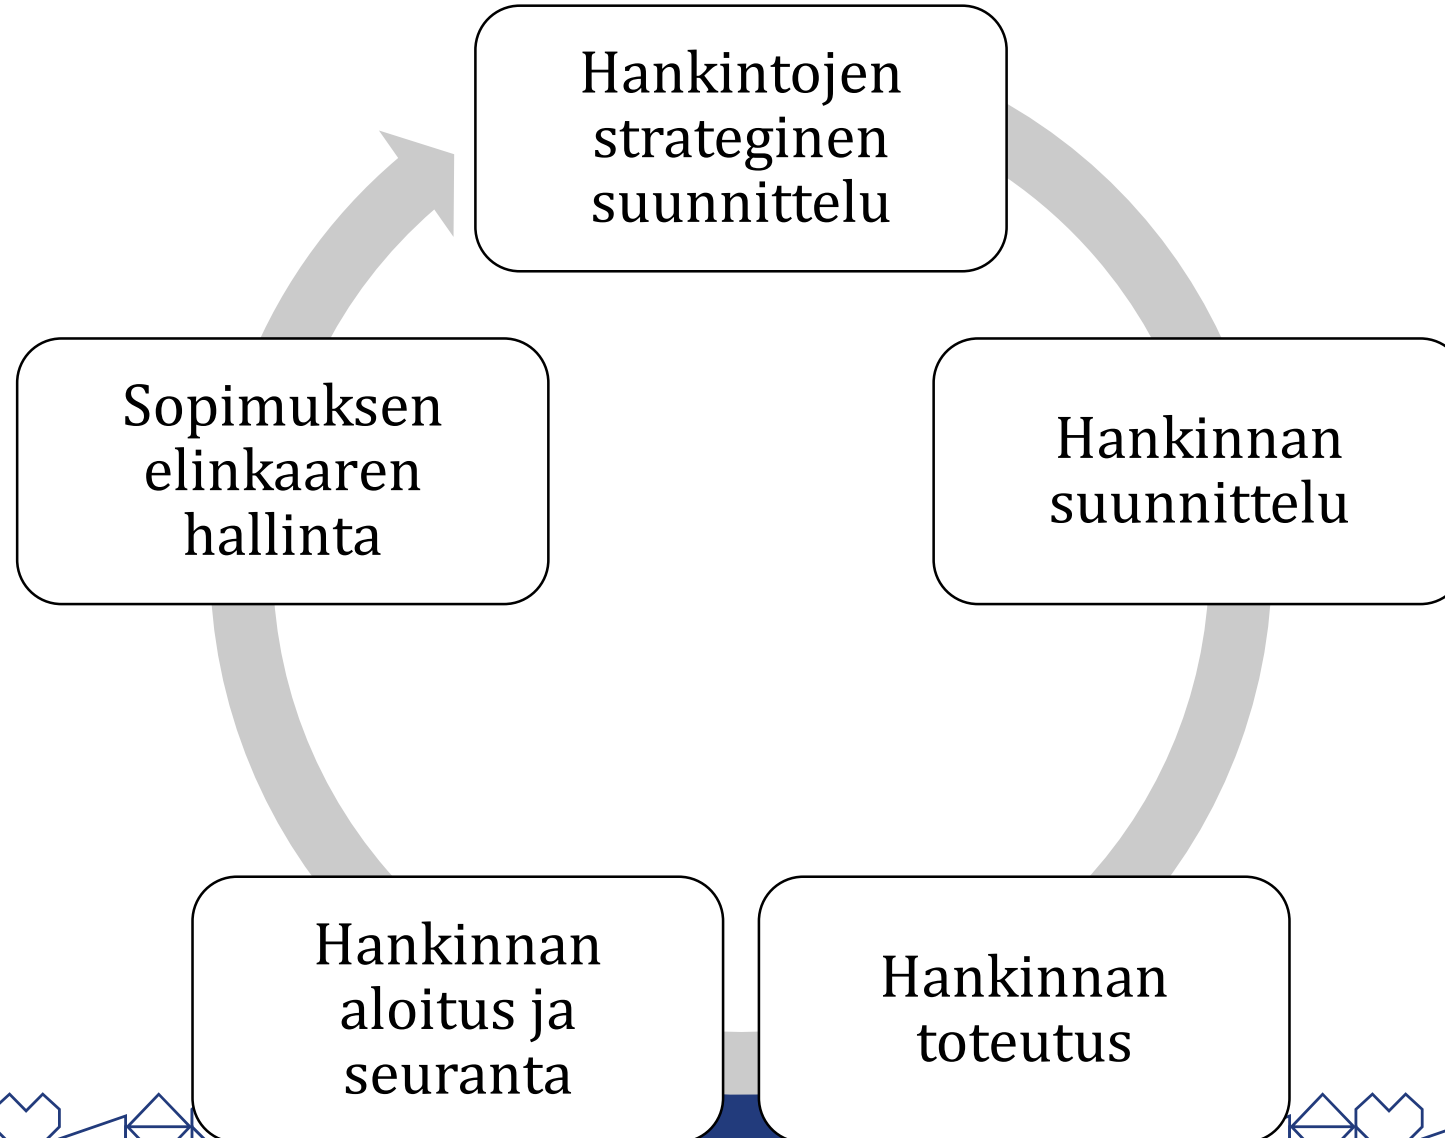 Hankintojen
strateginen
suunnittelu
Hankinnan
suunnittelu
Hankinnan
toteutus
Hankinnan
aloitus ja
seuranta
Sopimuksen
elinkaaren
hallinta